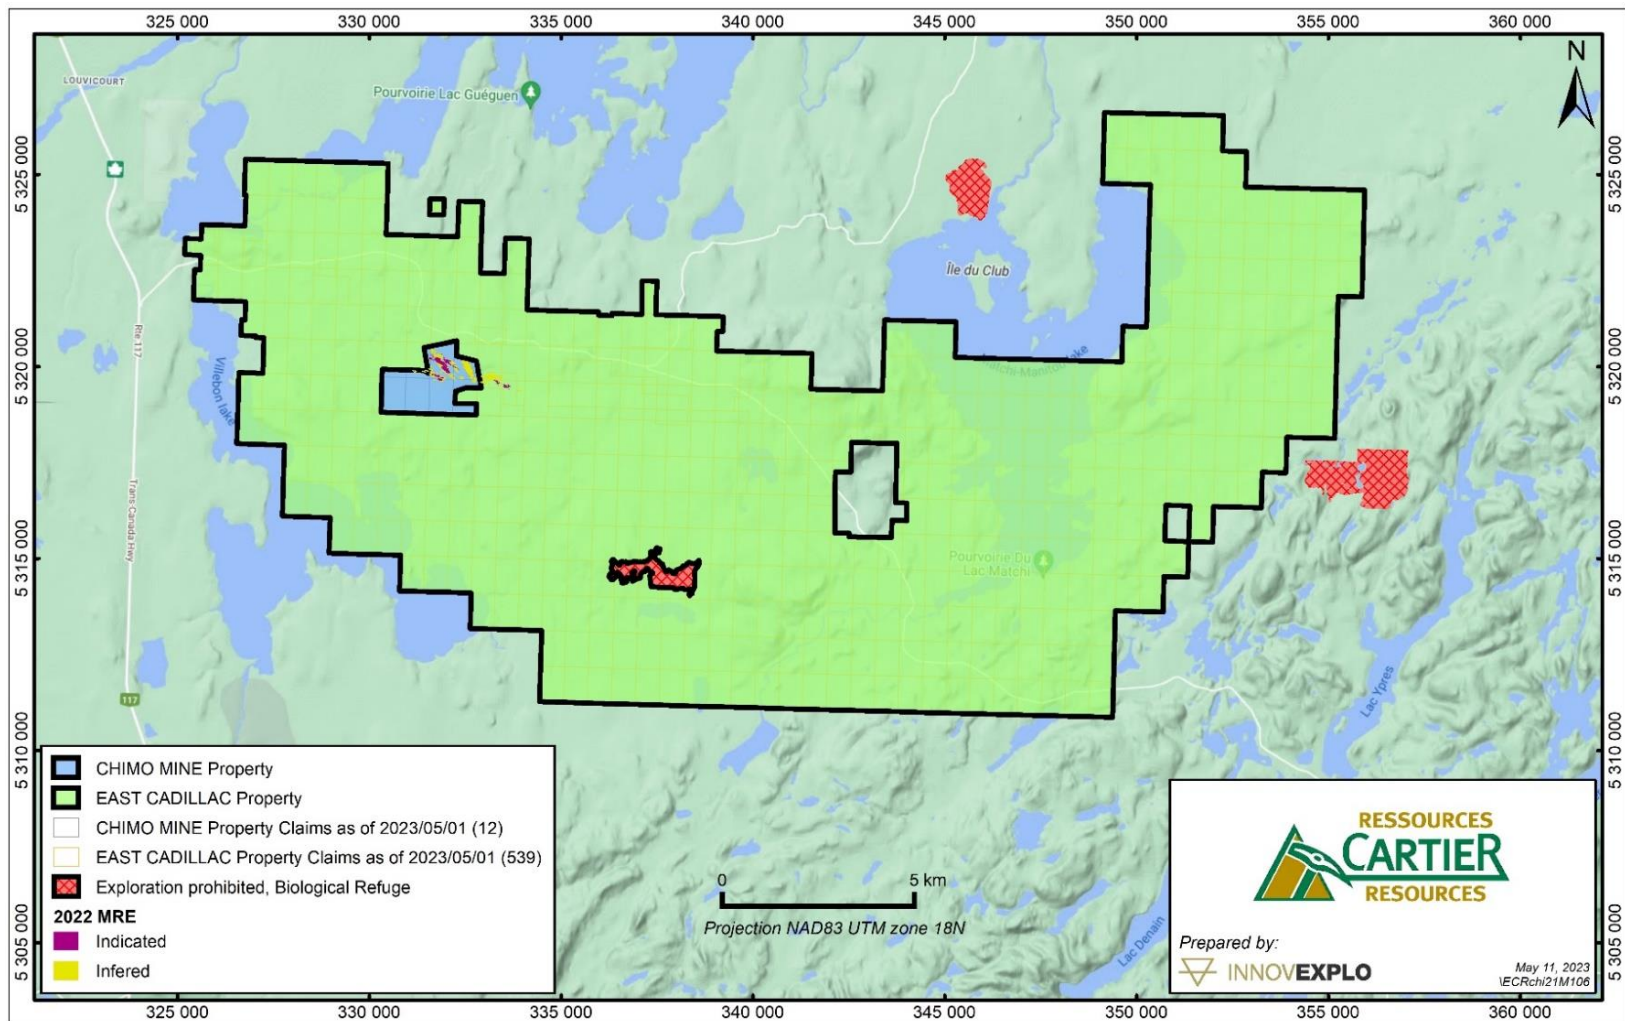 325 000 330 000 335 000 340 000 345 000 350 000 355 000 360 000
N
LOUVICOURT
Pourvoirie Lac Guéguen
5 325 000
5 325 000
Île du Club
Rte 117
5 320 000
5 320 000
Villebon lake
Trans-Canada Hwy
5 315 000
5 315 000
Pourvoirie Du
Lac Matchi
117
Lac Ypres
5 310 000
5 310 000
CHIMO MINE Property
EAST CADILLAC Property
CHIMO MINE Property Claims as of 2023/05/01 (12)
EAST CADILLAC Property Claims as of 2023/05/01 (539)
Exploration prohibited, Biological Refuge
2022 MRE
Indicated
Infered
0 5 km
Projection NAD83 UTM zone 18N
RESSOURCES
CARTIER
RESOURCES
Lac Denain
5 305 000
5 305 000
Prepared by:
INNOVEXPLO
May 11, 2023
\ECRchi21M106
325 000 330 000 335 000 340 000 345 000 350 000 355 000 360 000